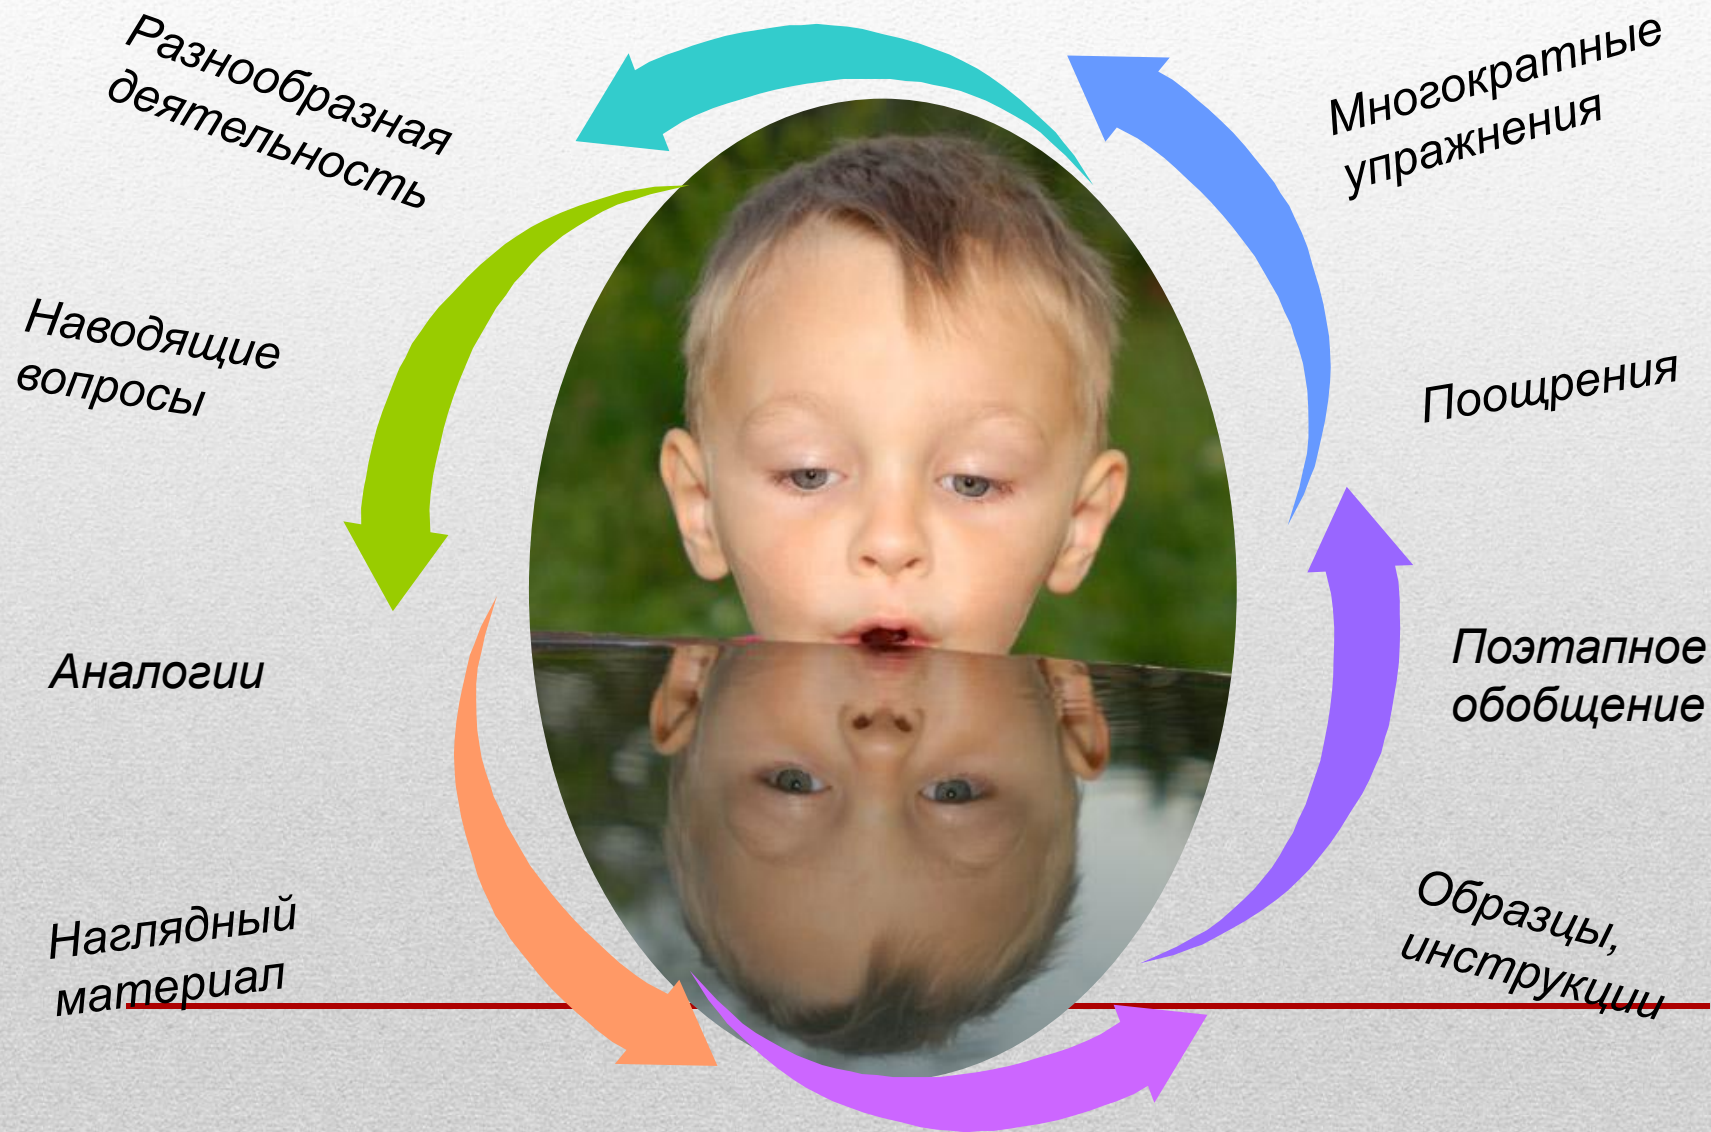 Разнообразная
деятельность
Наводящие
вопросы
Аналогии
Наглядный
материал
Многократные
упражнения
Поощрения
Поэтапное
обобщение
Образцы,
инструкции